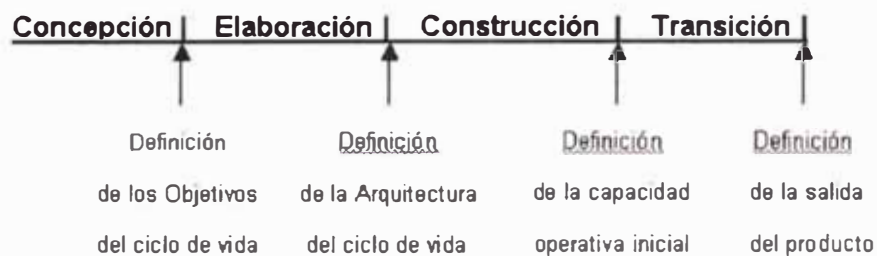 Concepción Elaboración Construcción Transición
Definición Definición Definición Definición
de los Objetivos de la Arquitectura de la capacidad de la salida
del ciclo de vida del ciclo de vida operativa inicial del producto